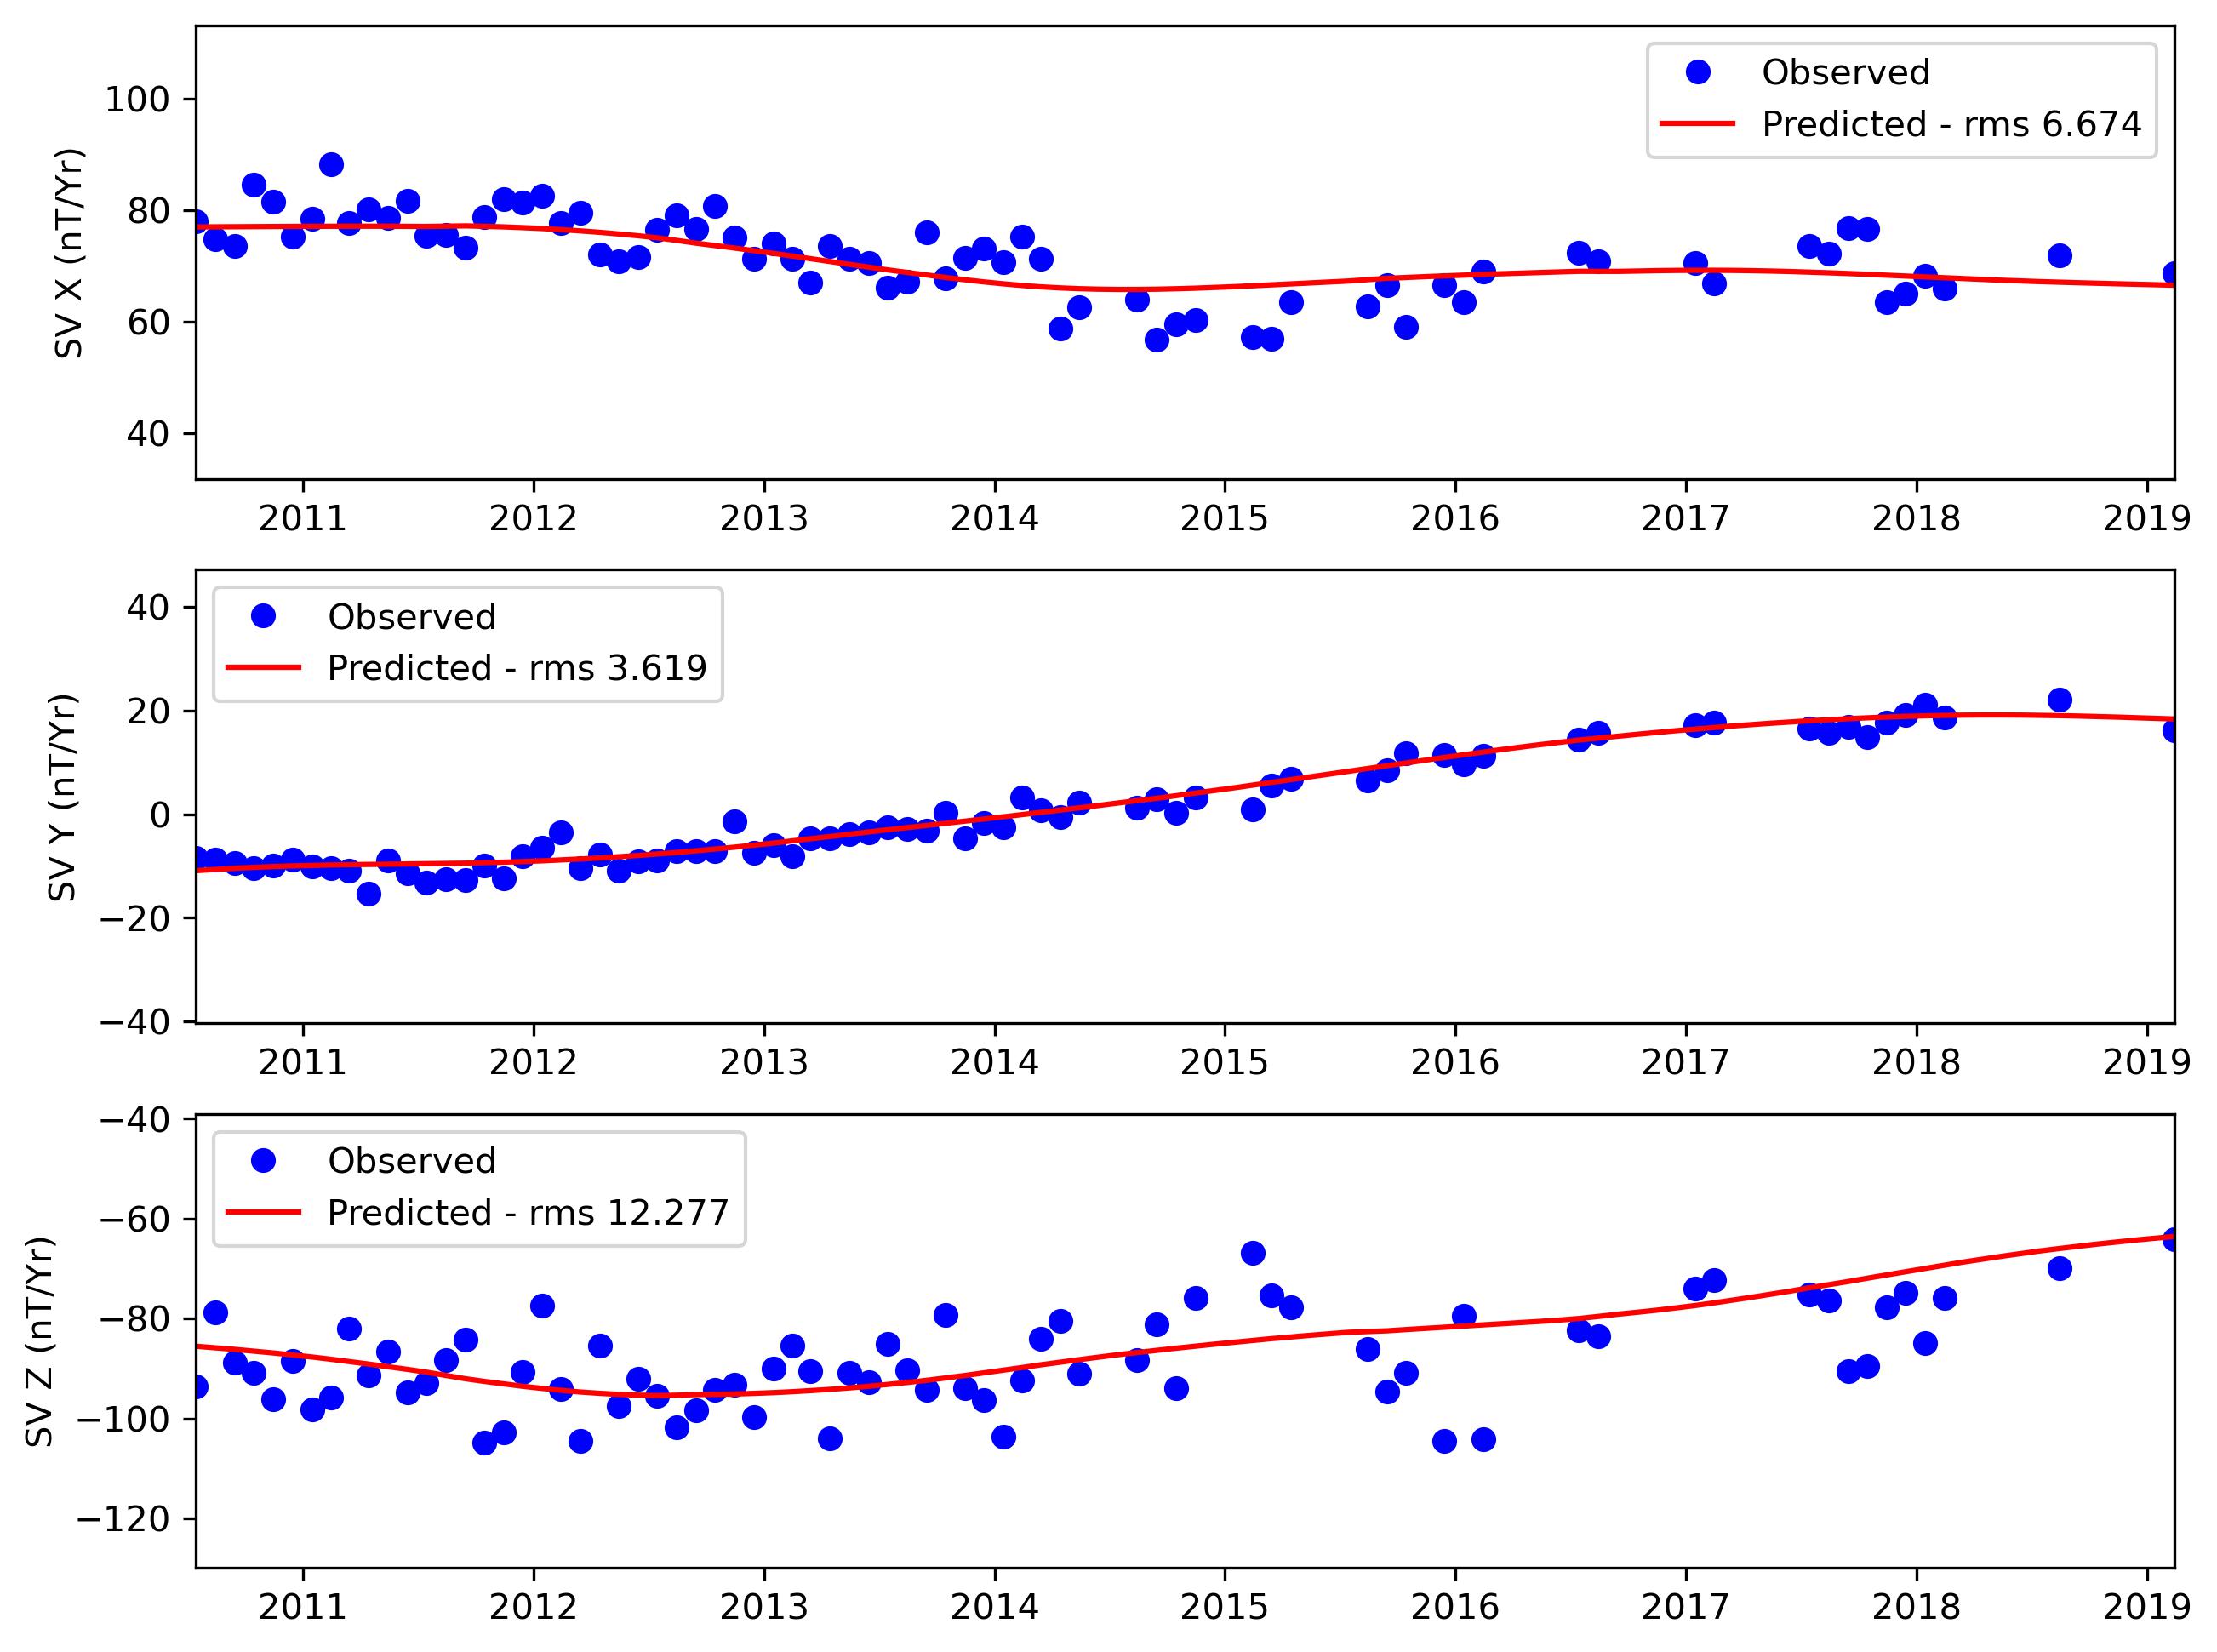 SV X (nT/Yr)
100
80
60
40
Observed
Predicted - rms 6.674
2011 2012 2013 2014 2015 2016 2017 2018 2019
SV Y (nT/Yr)
40
20
0
−20
−40
Observed
Predicted - rms 3.619
2011 2012 2013 2014 2015 2016 2017 2018 2019
SV Z (nT/Yr)
−40
−60
−80
−100
−120
Observed
Predicted - rms 12.277
2011 2012 2013 2014 2015 2016 2017 2018 2019